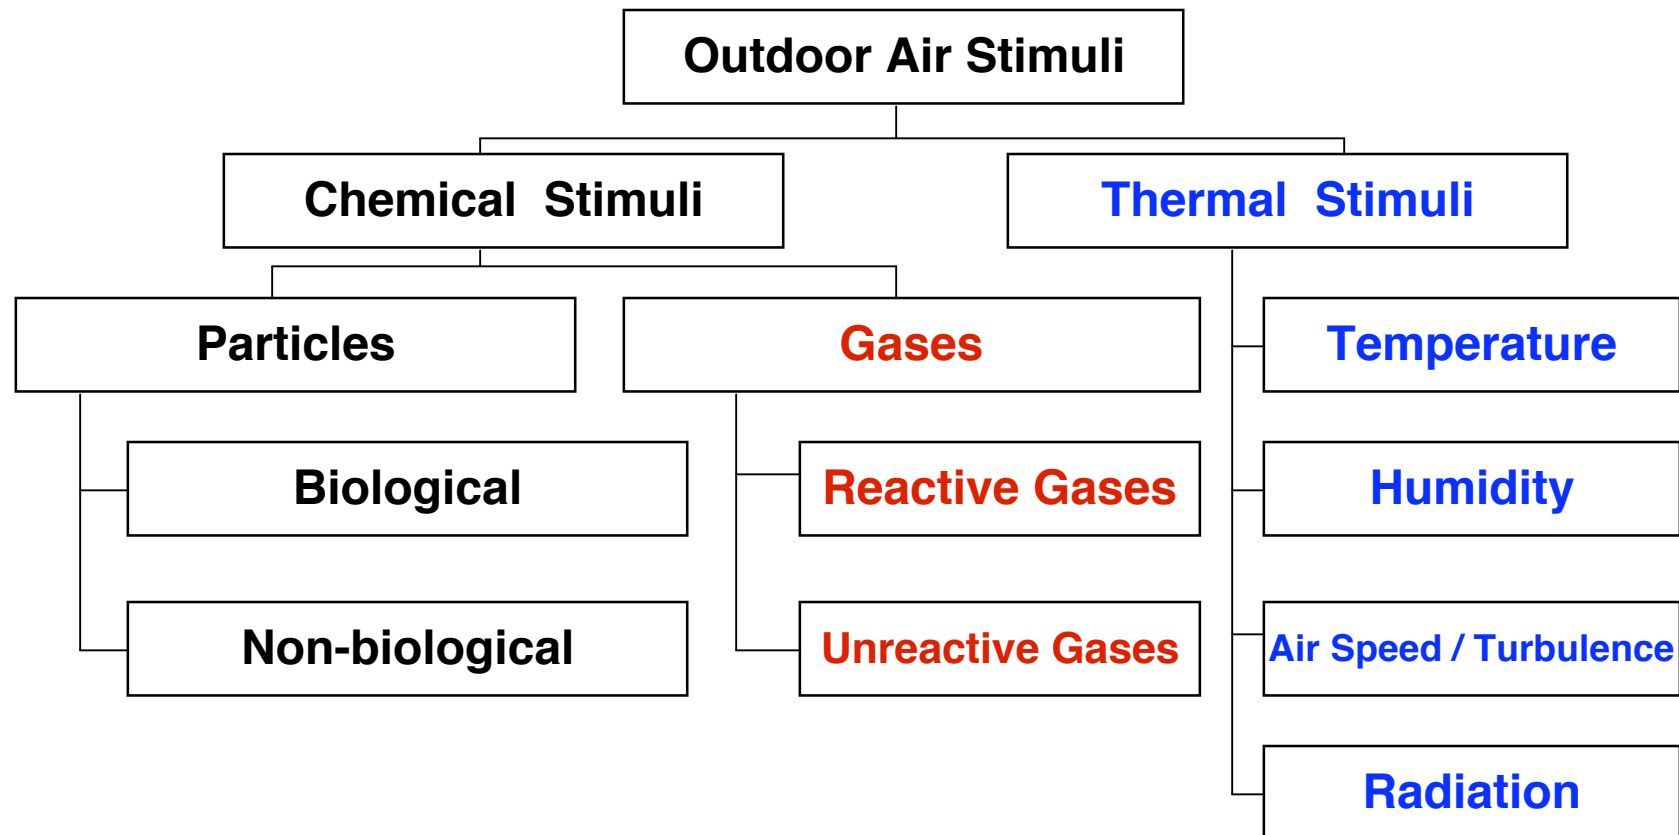 Outdoor Air Stimuli
Chemical Stimuli
Thermal Stimuli
Particles
Gases
Temperature
Biological
Reactive Gases
Humidity
Non-biological
Unreactive Gases
Air Speed / Turbulence
Radiation